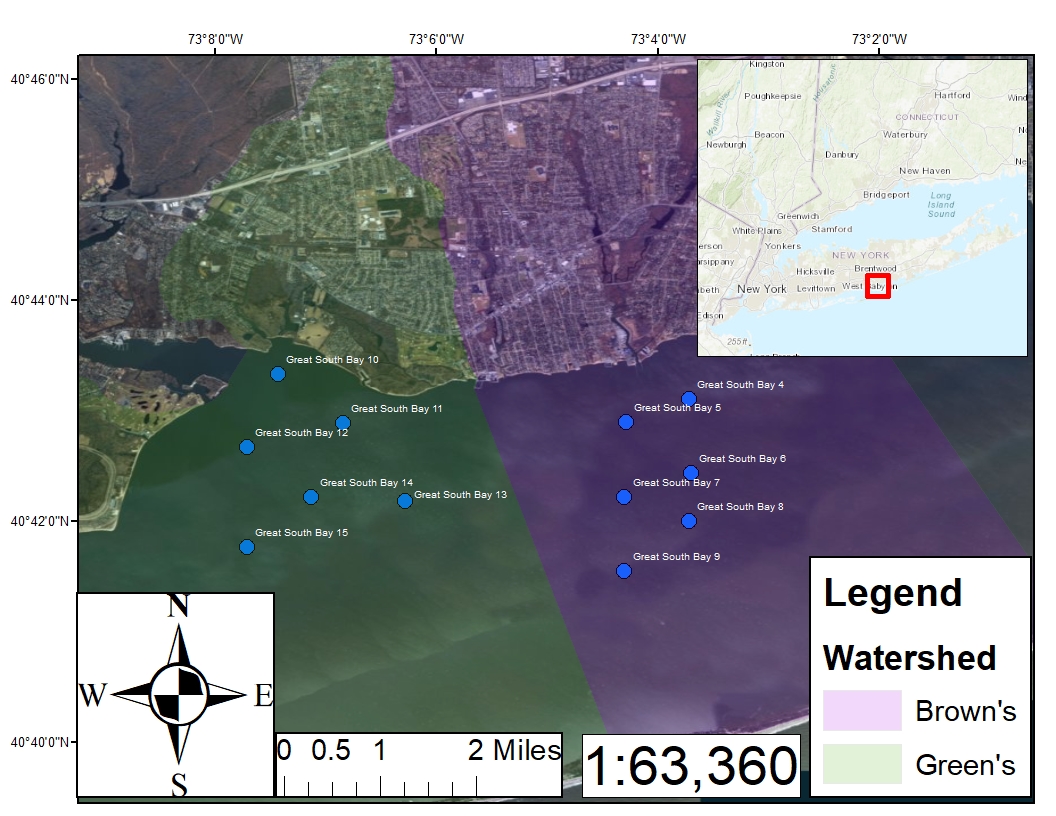 73°8'0"W 73°6'0"W 73°4'0"W 73°2'0"W
40°46'0"N
40°44'0"N
40°42'0"N
40°40'0"N
Kingston
Poughkeepsie
Hartford
Wind
CONNECTICUT
Waterbury
Beacon
Newburgh
Danbury
New Haven
Bridgeport
Long
Island
Sound
Greenwich
Stamford
White Plains
Yonkers
erson
arsippany
NEW YORK
Brentwood
Hicksville
New York
Levittown
West Babylon
abeth
Edison
255ft
Great South Bay 10
Great South Bay 11
Great South Bay 12
Great South Bay 14
Great South Bay 13
Great South Bay 15
Great South Bay 4
Great South Bay 5
Great South Bay 6
Great South Bay 7
Great South Bay 8
Great South Bay 9
N
W E
S
0 0.5 1 2 Miles
1:63,360
Legend
Watershed
Brown's
Green's